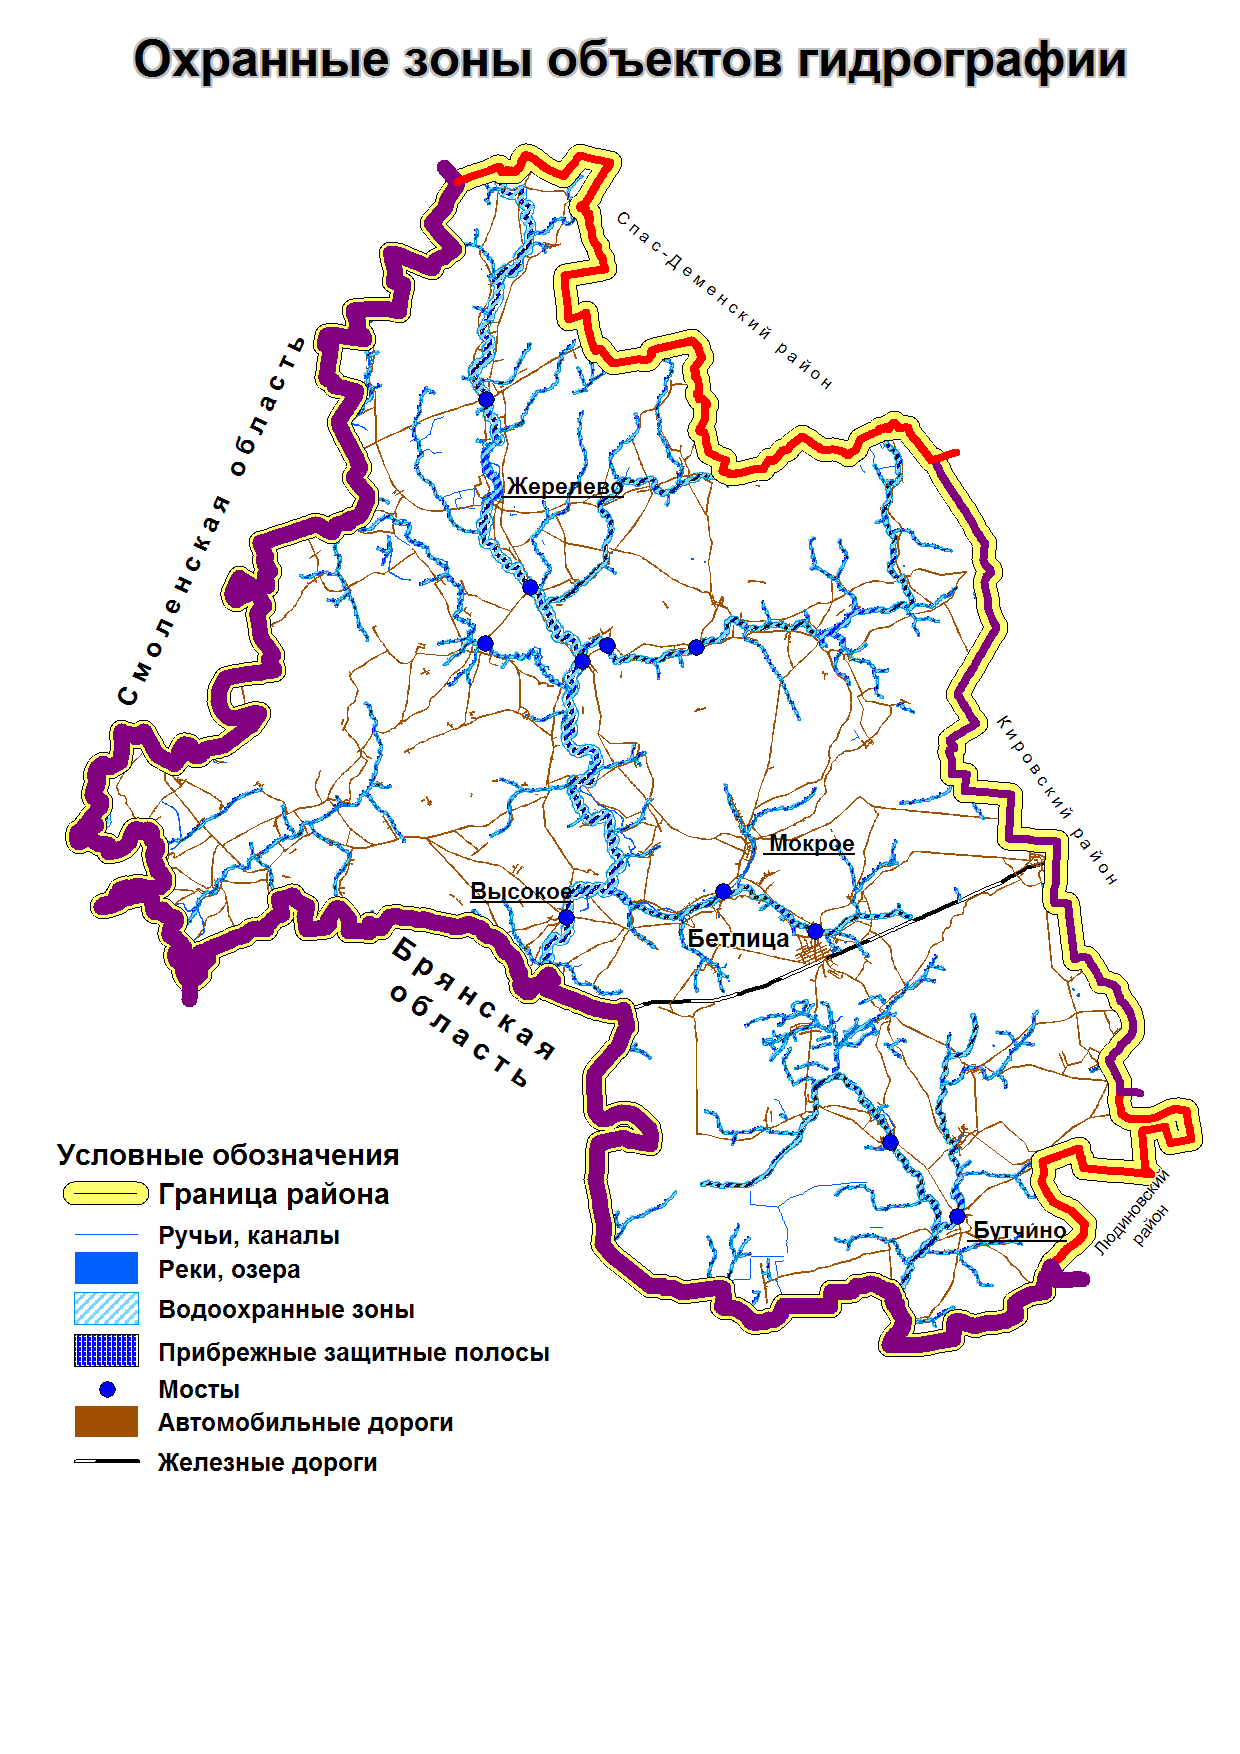 Охранные зоны объектов гидрографии
Спас-Деменский район
Смоленская область
Жерелево
Кировский район
Мокрое
Высокое
Бетлица
Брянская
область
Людиновский
район
Бутчино
Условные обозначения
Граница района
Ручьи, каналы
Реки, озера
Водоохранные зоны
Прибрежные защитные полосы
Мосты
Автомобильные дороги
Железные дороги